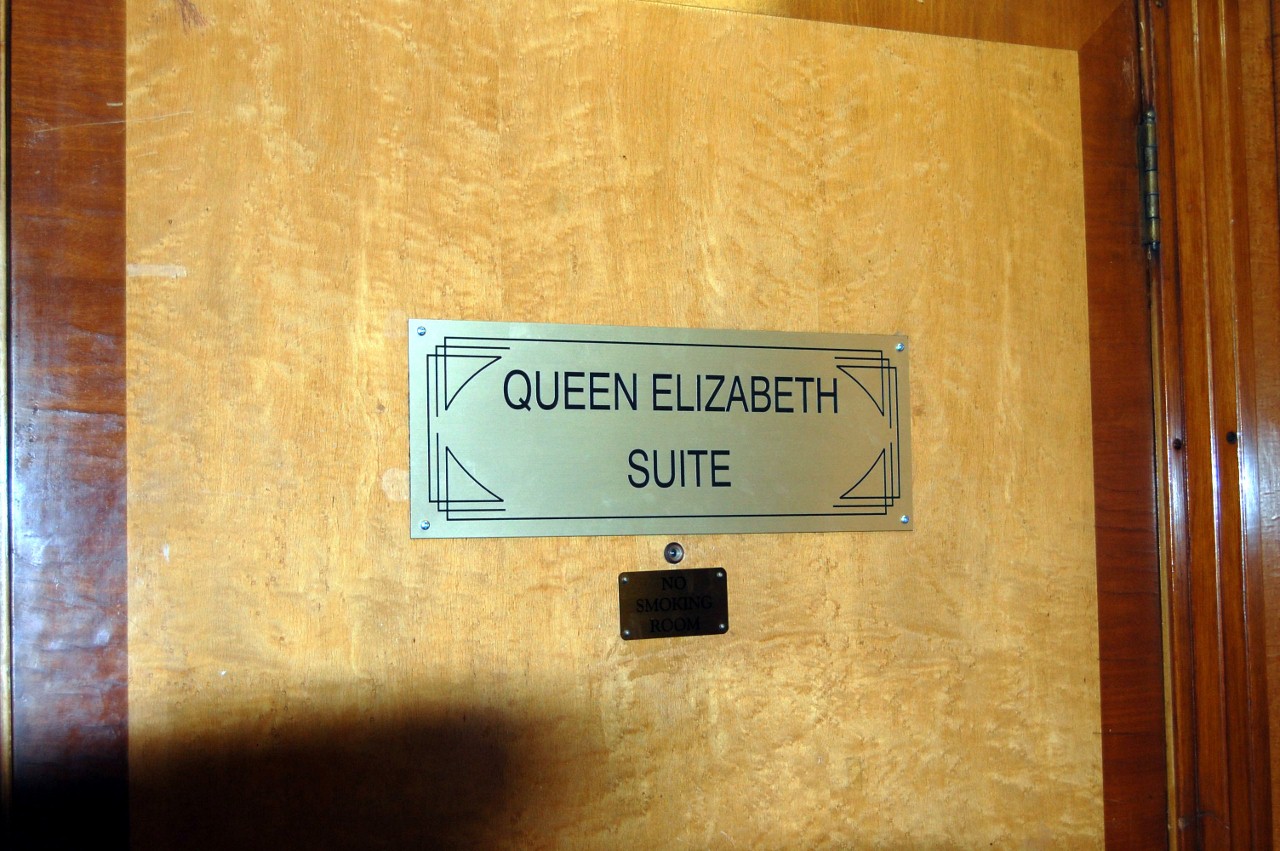 QUEEN ELIZABETH
SUITE
NO
SMOKING
ROOM